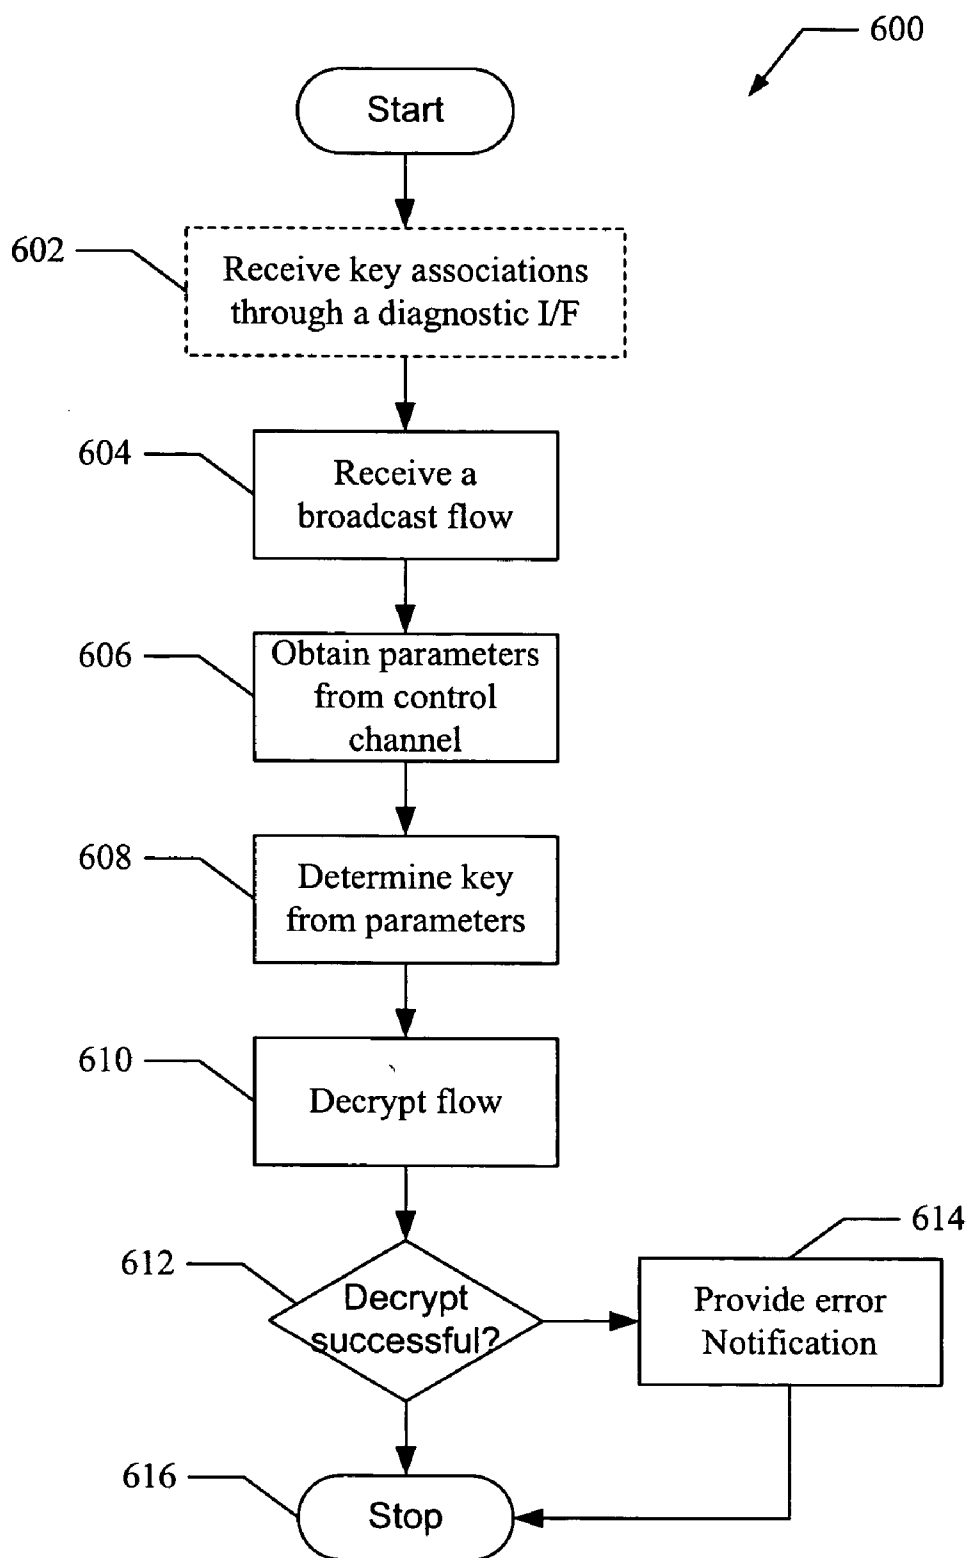 600
Start
602
Receive key associations
through a diagnostic I/F
604
Receive a
broadcast flow
606
Obtain parameters
from control
channel
608
Determine key
from parameters
610
Decrypt flow
612
Decrypt
successful?
614
Provide error
Notification
616
Stop